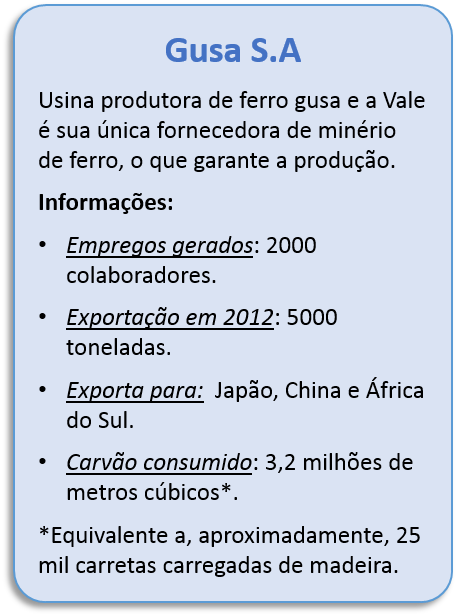 Gusa S.A
Usina produtora de ferro gusa e a Vale
é sua única fornecedora de minério
de ferro, o que garante a produção.
Informações:
• Empregos gerados: 2000
colaboradores.
• Exportação em 2012: 5000
toneladas.
• Exporta para: Japão, China e África
do Sul.
• Carvão consumido: 3,2 milhões de
metros cúbicos*.
*Equivalente a, aproximadamente, 25
mil carretas carregadas de madeira.